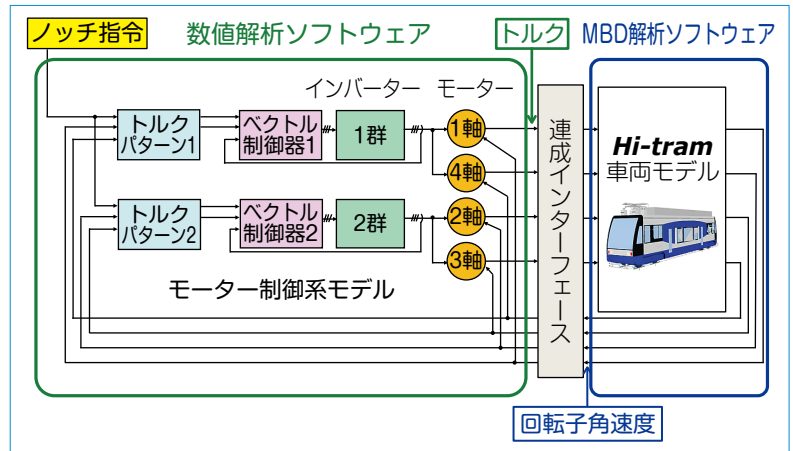 ノッチ指令
数値解析ソフトウェア
トルク
MBD解析ソフトウェア
インバーター
モーター
トルク
パターン1
ベクトル
制御器1
1群
1軸
4軸
トルク
パターン2
ベクトル
制御器2
2群
2軸
3軸
モーター制御系モデル
連成インターフェース
Hi-tram
車両モデル
回転子角速度